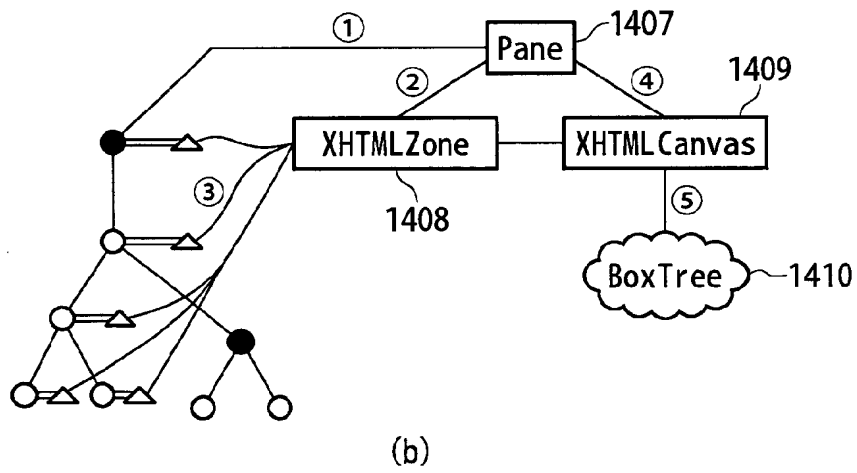 ① Pane 1407
② ④ 1409
XHTMLZone XHTMLCanvas
③ 1408 ⑤
BoxTree 1410
(b)